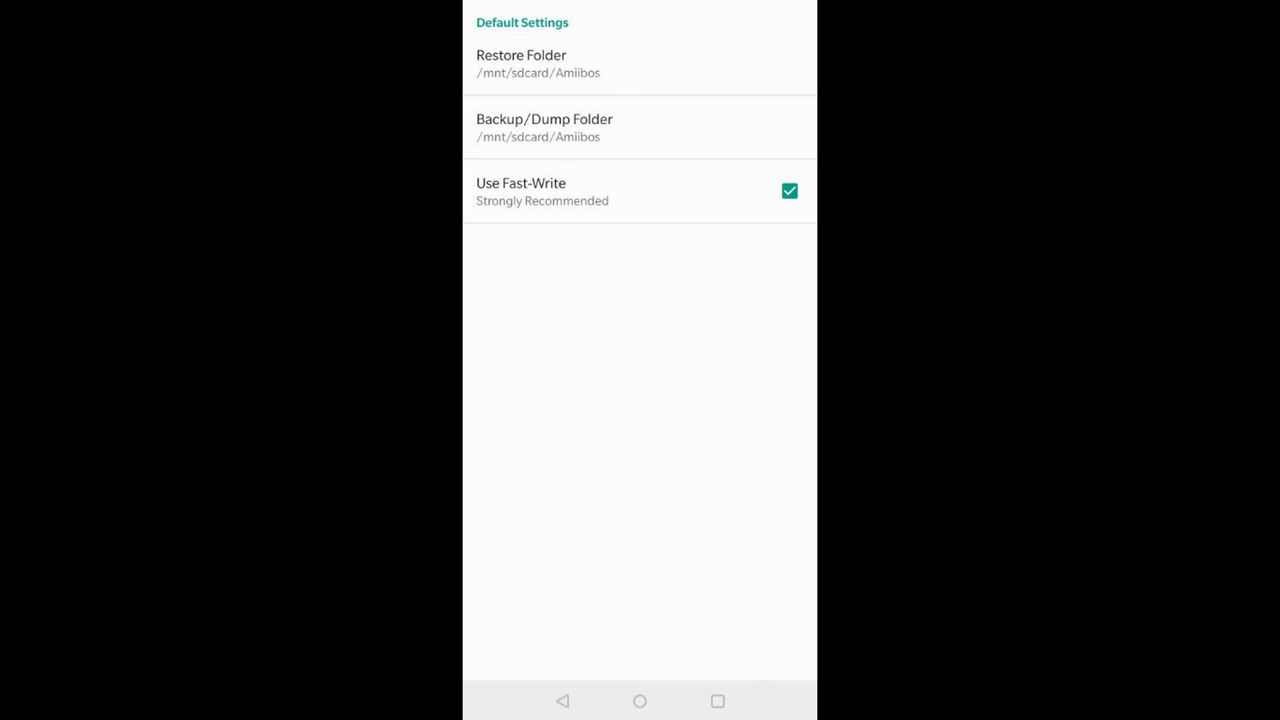 Default Settings
Restore Folder
/mnt/sdcard/Amiibos
Backup/Dump Folder
/mnt/sdcard/Amiibos
Use Fast-Write
Strongly Recommended